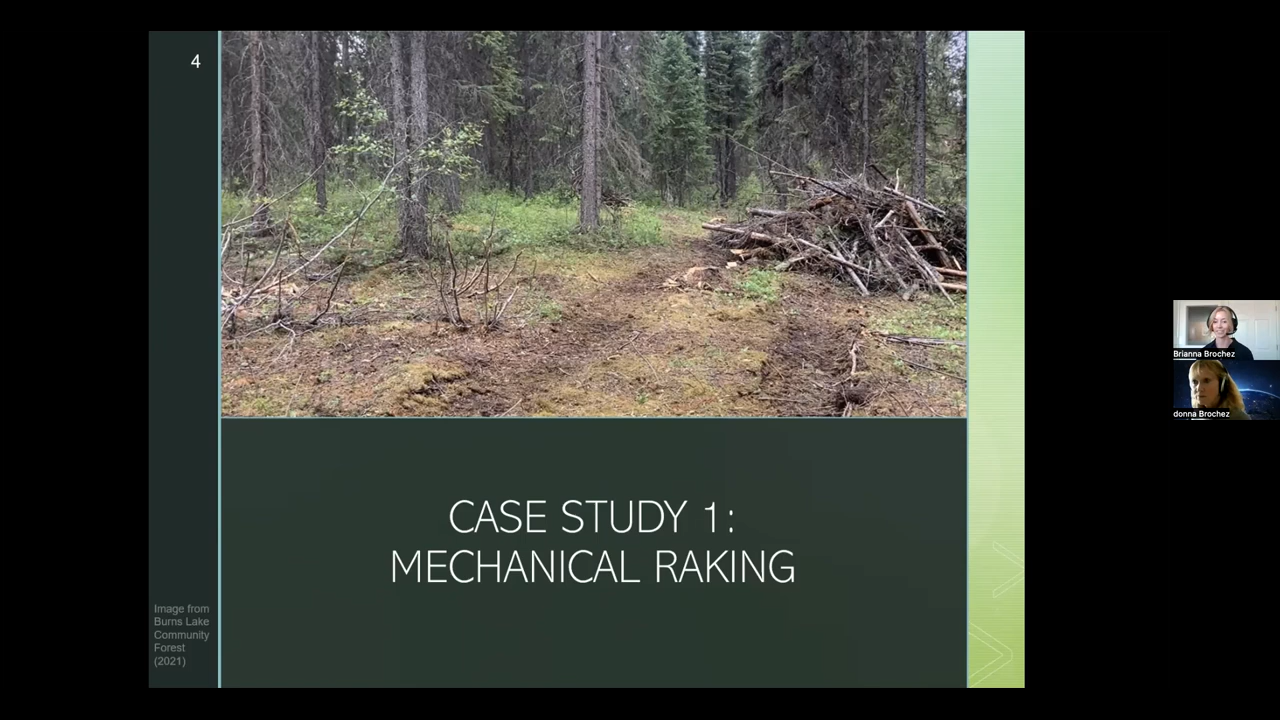 4
CASE STUDY 1:
MECHANICAL RAKING
Image from
Burns Lake
Community
Forest
(2021)
Brianna Brochez
donna Brochez